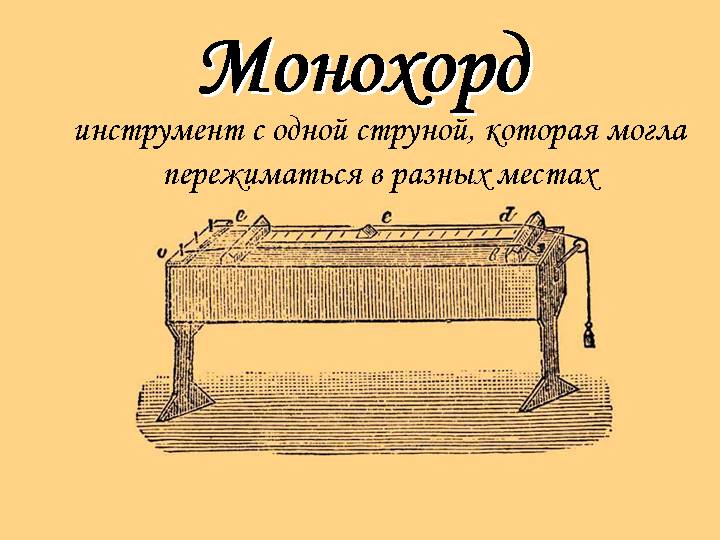 Монохорд
инструмент с одной струной, которая могла
пережиматься в разных местах
e c d
o b